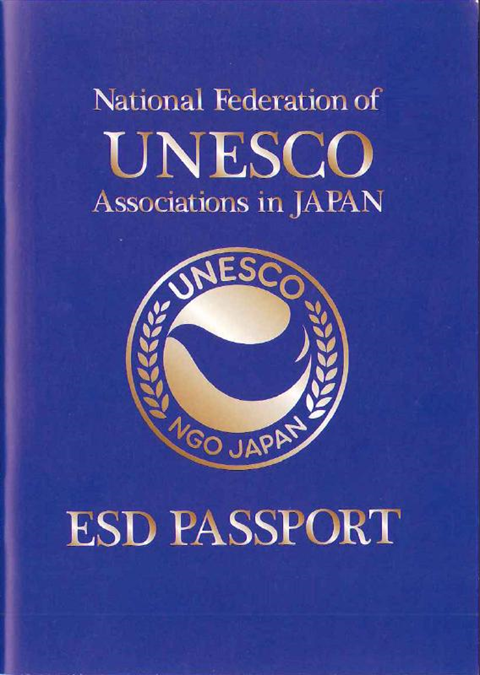 National Federation of
UNESCO
Associations in JAPAN
UNESCO
NGO JAPAN
ESD PASSPORT